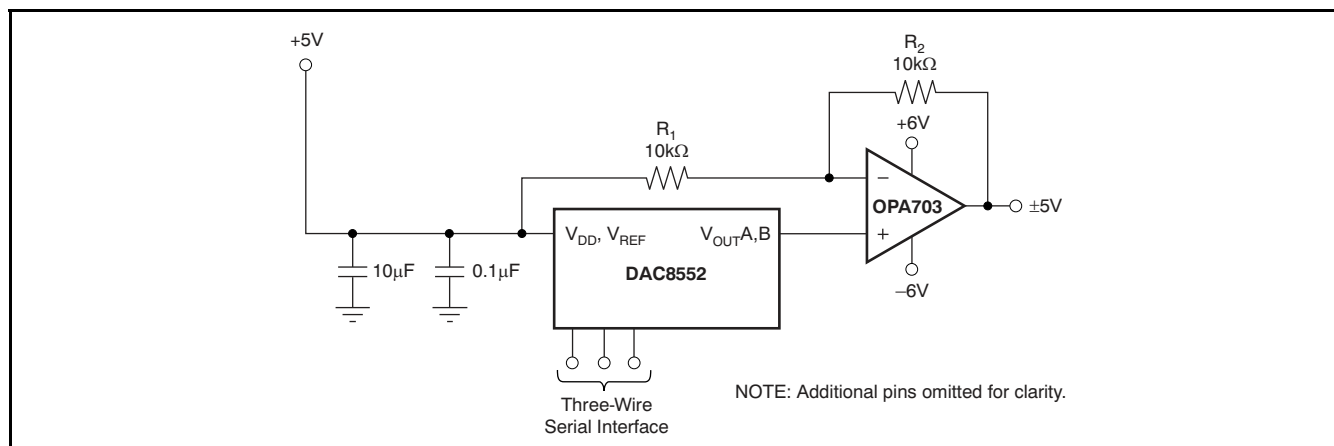 +5V
R2
10kΩ
+6V
R1
10kΩ
–
OPA703
±5V
+
–6V
VDD, VREF
VOUTA,B
DAC8552
10μF
0.1μF
Three-Wire
Serial Interface
NOTE: Additional pins omitted for clarity.